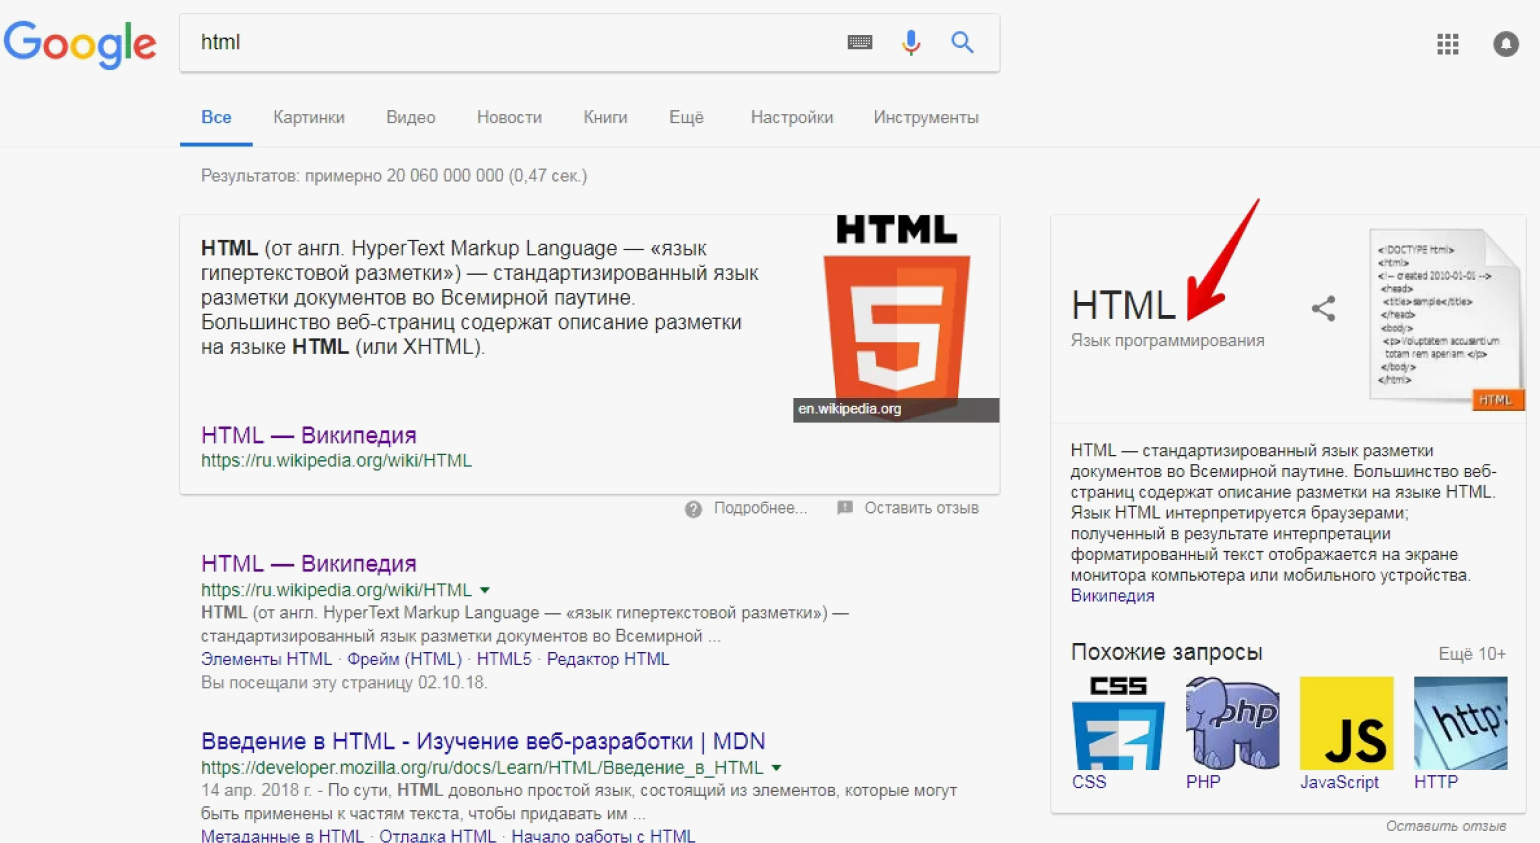 Google
html
Все Картинки Видео Новости Книги Ещё Настройки Инструменты
Результатов: примерно 20 060 000 000 (0,47 сек.)
HTML (от англ. HyperText Markup Language — «язык
гипертекстовой разметки») — стандартизированный язык
разметки документов во Всемирной паутине.
Большинство веб-страниц содержат описание разметки
на языке HTML (или XHTML).
HTML
5
en.wikipedia.org
HTML — Википедия
https://ru.wikipedia.org/wiki/HTML
Подробнее... Оставить отзыв
HTML — Википедия
https://ru.wikipedia.org/wiki/HTML
HTML (от англ. HyperText Markup Language — «язык гипертекстовой разметки») —
стандартизированный язык разметки документов во Всемирной ...
Элементы HTML · Фрейм (HTML) · HTML5 · Редактор HTML
Вы посещали эту страницу 02.10.18.
Введение в HTML - Изучение веб-разработки | MDN
https://developer.mozilla.org/ru/docs/Learn/HTML/Введение_в_HTML
14 апр. 2018 г. - По сути, HTML довольно простой язык, состоящий из элементов, которые могут
быть применены к частям текста, чтобы придавать им ...
Метаданные в HTML · Отладка HTML · Начало работы с HTML
HTML
Язык программирования
<!DOCTYPE html>
<html>
<!-- created 2010-01-01 -->
<head>
<title>sample</title>
</head>
<body>
<p>Voluptatem accusantium
totam rem aperiam.</p>
</body>
</html>
HTML
HTML — стандартизированный язык разметки
документов во Всемирной паутине. Большинство веб-
страниц содержат описание разметки на языке HTML.
Язык HTML интерпретируется браузерами;
полученный в результате интерпретации
форматированный текст отображается на экране
монитора компьютера или мобильного устройства.
Википедия
Похожие запросы Ещё 10+
CSS
3
php
JS
http:
CSS PHP JavaScript HTTP
Оставить отзыв